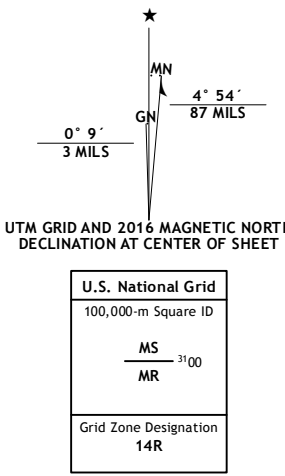 ★
MN
GN
4° 54´
87 MILS
0° 9´
3 MILS
UTM GRID AND 2016 MAGNETIC NORTH
DECLINATION AT CENTER OF SHEET
U.S. National Grid
100,000-m Square ID
MS
3100
MR
Grid Zone Designation
14R